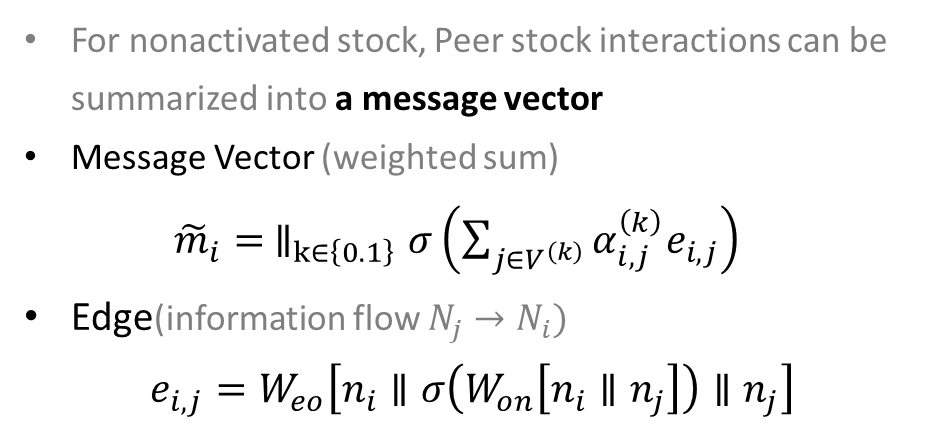 • For nonactivated stock, Peer stock interactions can be
summarized into a message vector
• Message Vector (weighted sum)
m̃ᵢ = ∥_{k∈{0.1}} σ(∑_{j∈V^{(k)}} α_{i,j}^{(k)} e_{i,j})
• Edge(information flow N_j → N_i)
e_{i,j} = W_{eo}[n_i ∥ σ(W_{on}[n_i ∥ n_j]) ∥ n_j]